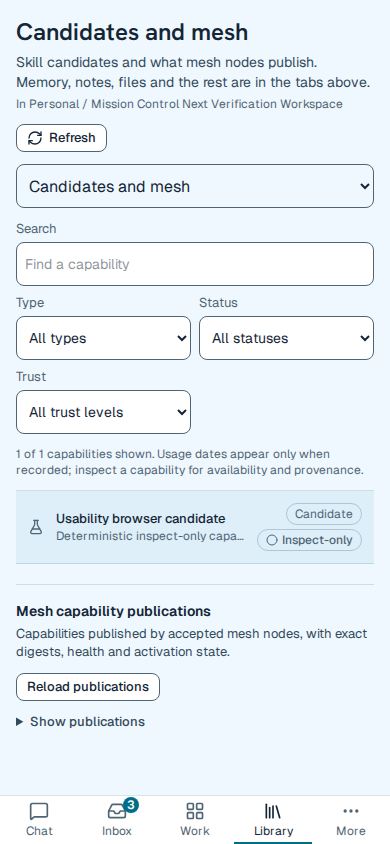 Candidates and mesh
Skill candidates and what mesh nodes publish.
Memory, notes, files and the rest are in the tabs above.
In Personal / Mission Control Next Verification Workspace
Refresh
Candidates and mesh
Search
Find a capability
Type
Status
All types
All statuses
Trust
All trust levels
1 of 1 capabilities shown. Usage dates appear only when
recorded; inspect a capability for availability and provenance.
Usability browser candidate
Deterministic inspect-only capa…
Candidate
Inspect-only
Mesh capability publications
Capabilities published by accepted mesh nodes, with exact
digests, health and activation state.
Reload publications
Show publications
3
Chat
Inbox
Work
Library
More